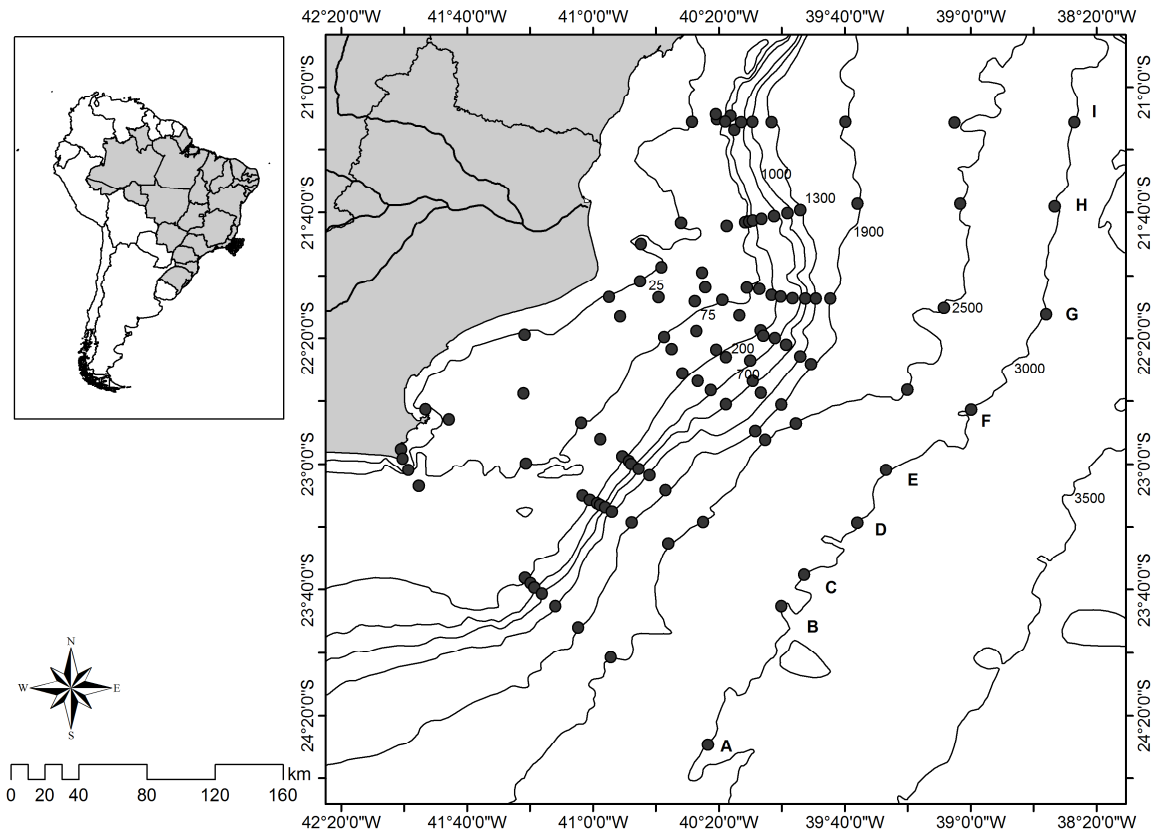 42°20'0"W 41°40'0"W 41°0'0"W 40°20'0"W 39°40'0"W 39°0'0"W 38°20'0"W
21°0'0"S 21°0'0"S
I
1000
1300
H
21°40'0"S 21°40'0"S
1900
25
2500
75
G
22°20'0"S 22°20'0"S
200
700
3000
F
23°0'0"S 23°0'0"S
E
3500
D
23°40'0"S 23°40'0"S
C
B
N
W E
S
24°20'0"S 24°20'0"S
A
km
0 20 40 80 120 160
42°20'0"W 41°40'0"W 41°0'0"W 40°20'0"W 39°40'0"W 39°0'0"W 38°20'0"W